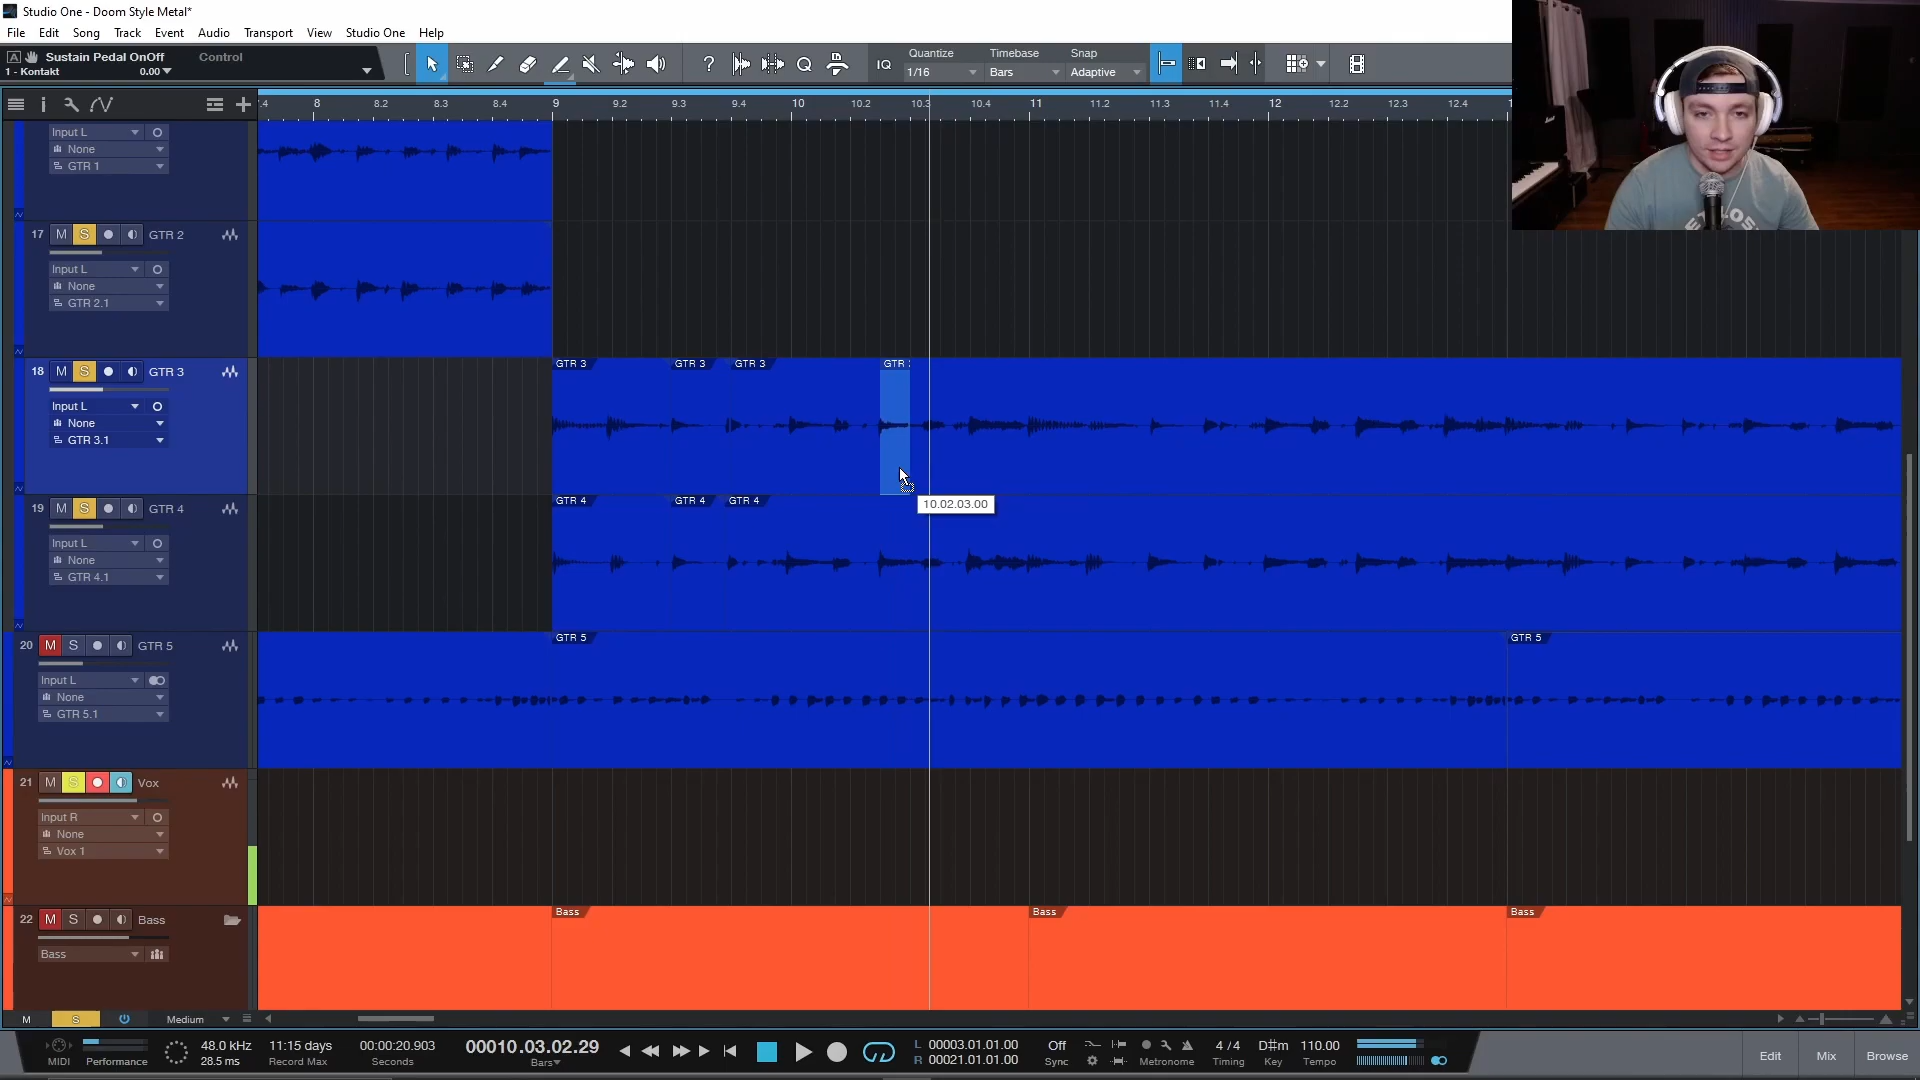 Studio One - Doom Style Metal*
File Edit Song Track Event Audio Transport View Studio One Help
A Sustain Pedal OnOff Control
1 - Kontakt 0.00
IQ Quantize Timebase Snap
1/16 Bars Adaptive
7.4 8 8.2 8.3 8.4 9 9.2 9.3 9.4 10 10.2 10.3 10.4 11 11.2 11.3 11.4 12 12.2 12.3 12.4
Input L
None
GTR 1
17 M S GTR 2
Input L
None
GTR 2.1
18 M S GTR 3
Input L
None
GTR 3.1
GTR 3 GTR 3 GTR 3 GTR
10.02.03.00
19 M S GTR 4
Input L
None
GTR 4.1
GTR 4 GTR 4 GTR 4
20 M S GTR 5
Input L
None
GTR 5.1
GTR 5 GTR 5
21 M S Vox
Input R
None
Vox 1
22 M S Bass
Bass
Bass Bass Bass
M S Medium
MIDI Performance
48.0 kHz
28.5 ms
11:15 days
Record Max
00:00:20.903
Seconds
00010.03.02.29
Bars
L 00003.01.01.00
R 00021.01.01.00
Off
Sync
Metronome
4 / 4
Timing
D#m
Key
110.00
Tempo
Edit Mix Browse